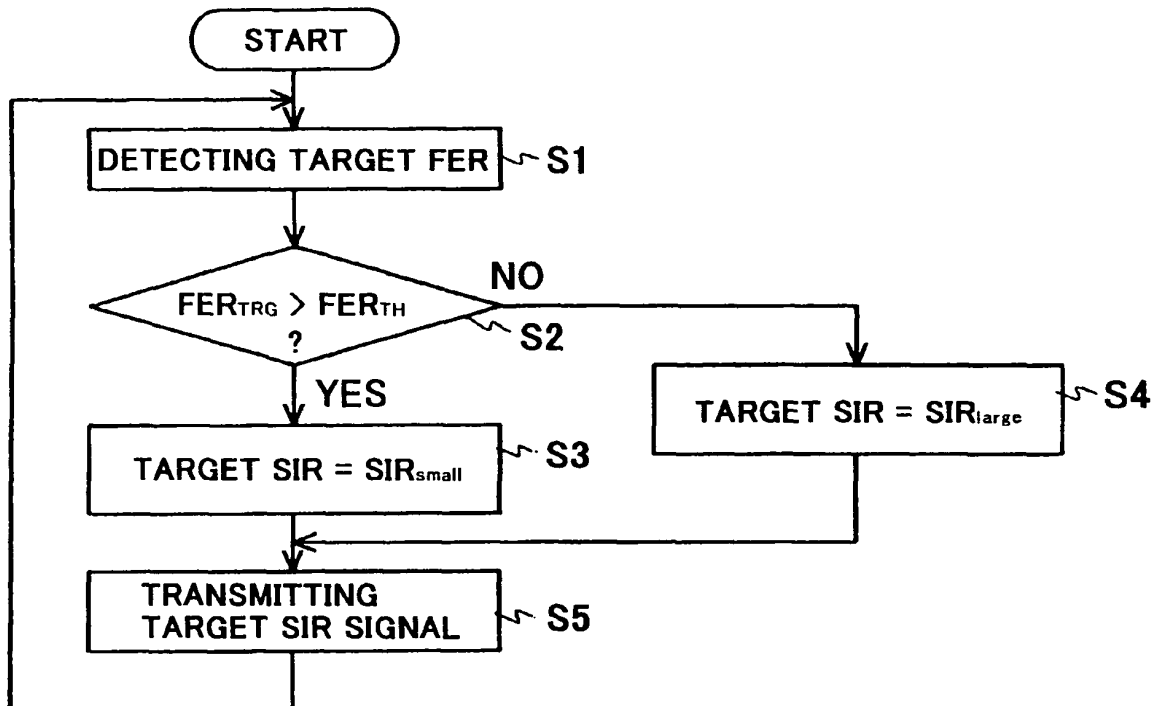 START
DETECTING TARGET FER
S1
FERTRG > FERTH
?
S2
NO
YES
TARGET SIR = SIRsmall
S3
TARGET SIR = SIRlarge
S4
TRANSMITTING
TARGET SIR SIGNAL
S5